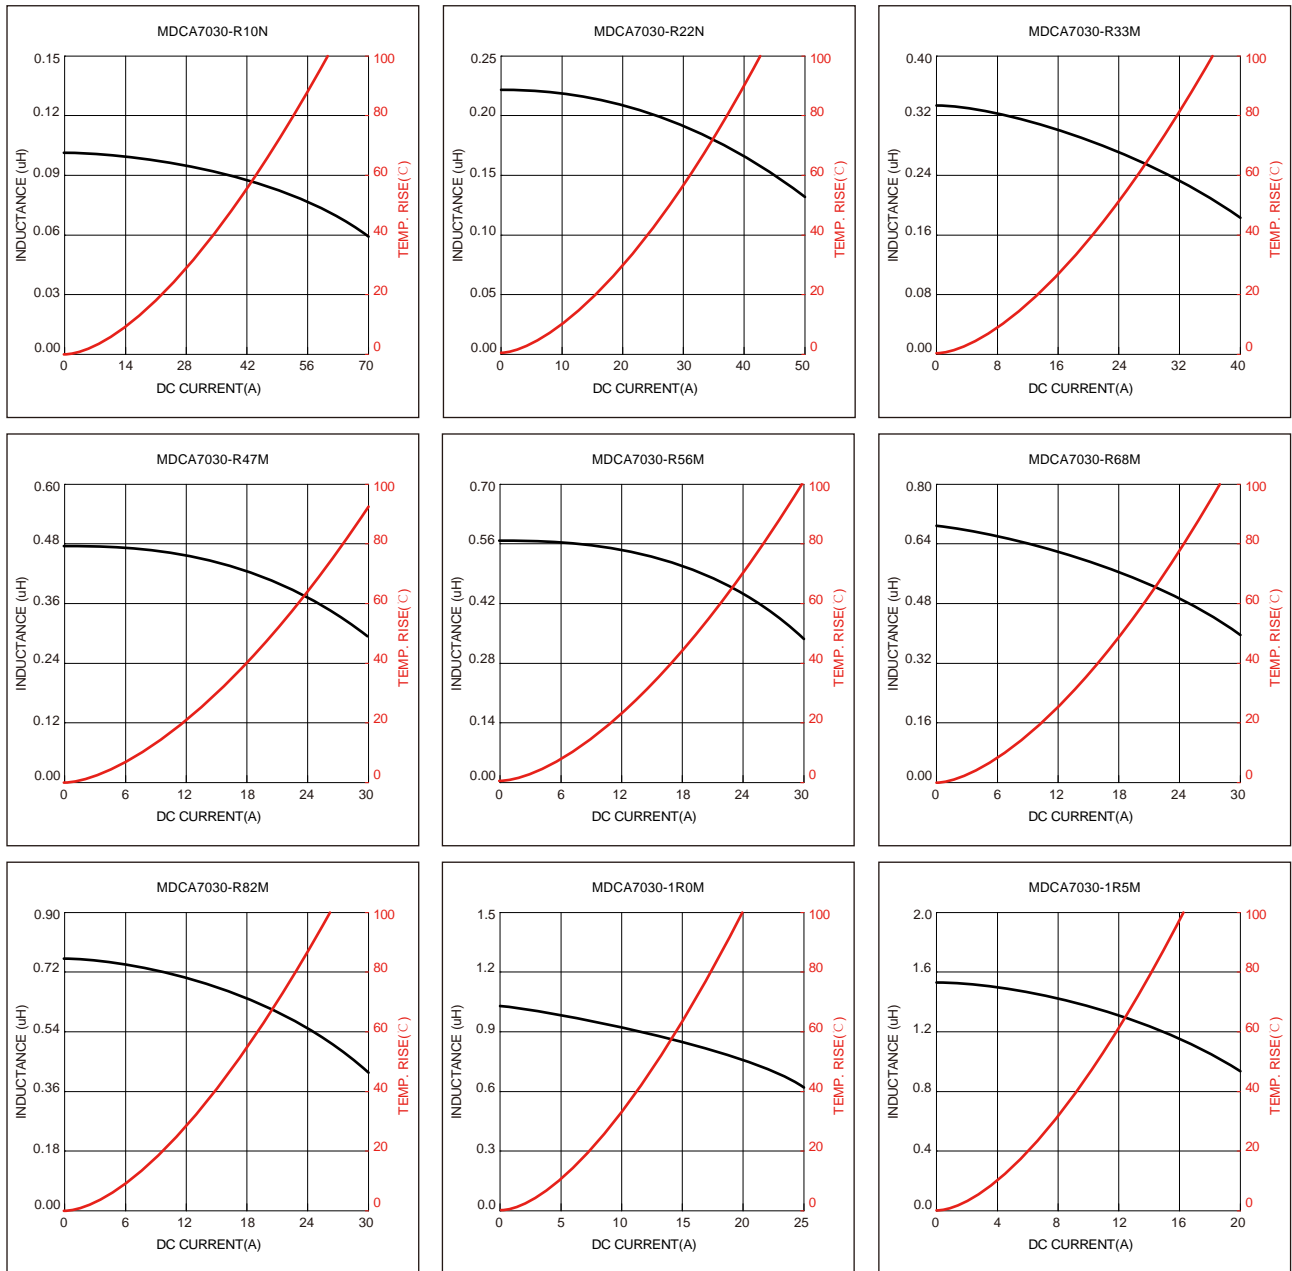 MDCA7030-R10N
0.15
0.12
0.09
0.06
0.03
0.00
INDUCTANCE (uH)
100
80
60
40
20
0
TEMP. RISE(℃)
0 14 28 42 56 70
DC CURRENT(A)
MDCA7030-R22N
0.25
0.20
0.15
0.10
0.05
0.00
INDUCTANCE (uH)
100
80
60
40
20
0
TEMP. RISE(℃)
0 10 20 30 40 50
DC CURRENT(A)
MDCA7030-R33M
0.40
0.32
0.24
0.16
0.08
0.00
INDUCTANCE (uH)
100
80
60
40
20
0
TEMP. RISE(℃)
0 8 16 24 32 40
DC CURRENT(A)
MDCA7030-R47M
0.60
0.48
0.36
0.24
0.12
0.00
INDUCTANCE (uH)
100
80
60
40
20
0
TEMP. RISE(℃)
0 6 12 18 24 30
DC CURRENT(A)
MDCA7030-R56M
0.70
0.56
0.42
0.28
0.14
0.00
INDUCTANCE (uH)
100
80
60
40
20
0
TEMP. RISE(℃)
0 6 12 18 24 30
DC CURRENT(A)
MDCA7030-R68M
0.80
0.64
0.48
0.32
0.16
0.00
INDUCTANCE (uH)
100
80
60
40
20
0
TEMP. RISE(℃)
0 6 12 18 24 30
DC CURRENT(A)
MDCA7030-R82M
0.90
0.72
0.54
0.36
0.18
0.00
INDUCTANCE (uH)
100
80
60
40
20
0
TEMP. RISE(℃)
0 6 12 18 24 30
DC CURRENT(A)
MDCA7030-1R0M
1.5
1.2
0.9
0.6
0.3
0.0
INDUCTANCE (uH)
100
80
60
40
20
0
TEMP. RISE(℃)
0 5 10 15 20 25
DC CURRENT(A)
MDCA7030-1R5M
2.0
1.6
1.2
0.8
0.4
0.0
INDUCTANCE (uH)
100
80
60
40
20
0
TEMP. RISE(℃)
0 4 8 12 16 20
DC CURRENT(A)